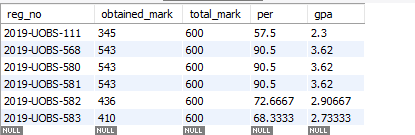 reg_no obtained_mark total_mark per gpa
2019-UOBS-111 345 600 57.5 2.3
2019-UOBS-568 543 600 90.5 3.62
2019-UOBS-580 543 600 90.5 3.62
2019-UOBS-581 543 600 90.5 3.62
2019-UOBS-582 436 600 72.6667 2.90667
2019-UOBS-583 410 600 68.3333 2.73333
NULL NULL NULL NULL NULL